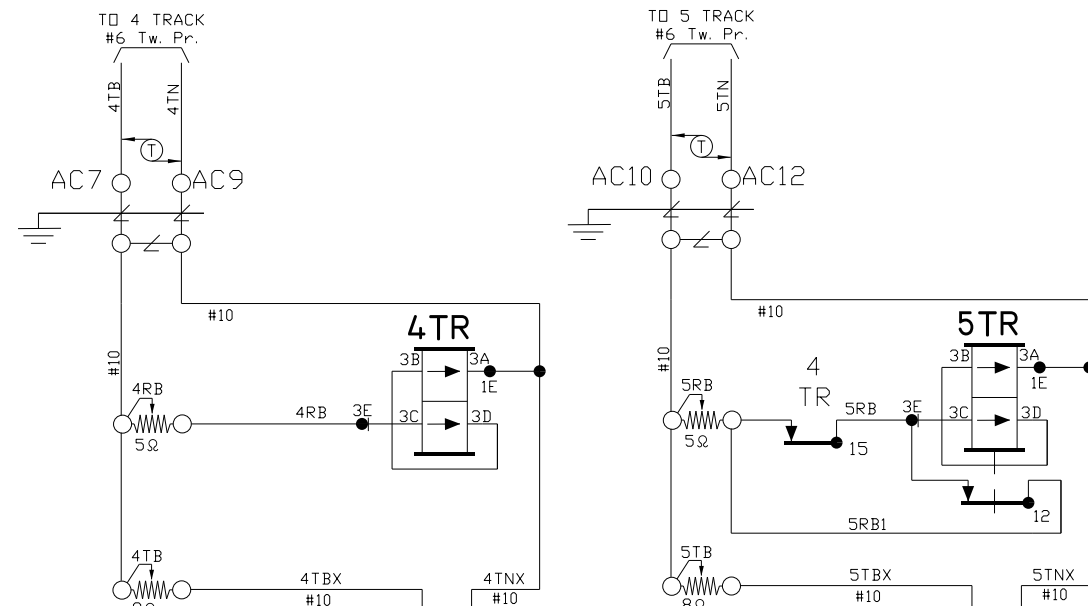 TO 4 TRACK
#6 Tw. Pr.
4TB
4TN
T
AC7
AC9
#10
#10
4TR
3B
3A
1E
4RB
5Ω
4RB
3E
3C
3D
4TB
4TBX
#10
4TNX
#10
TO 5 TRACK
#6 Tw. Pr.
5TB
5TN
T
AC10
AC12
#10
#10
5TR
3B
3A
1E
4
TR
5RB
5Ω
5RB
3E
3C
3D
15
12
5RB1
5TB
8Ω
5TBX
#10
5TNX
#10